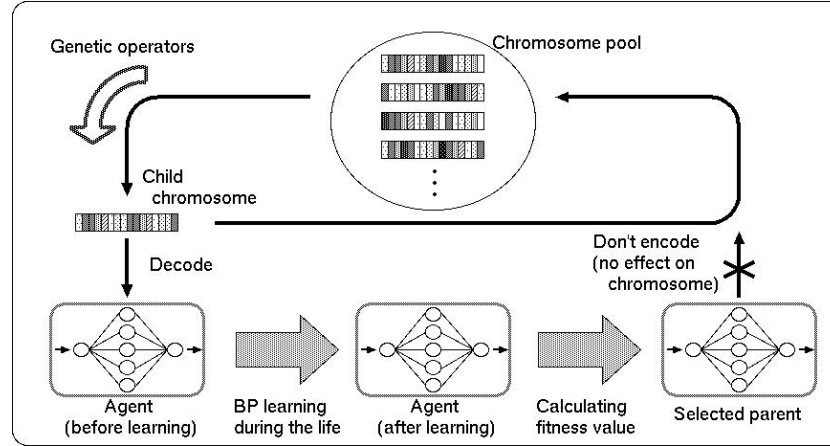 Genetic operators
Chromosome pool
Child
chromosome
Decode
Don't encode
(no effect on
chromosome)
Agent
(before learning)
BP learning
during the life
Agent
(after learning)
Calculating
fitness value
Selected parent